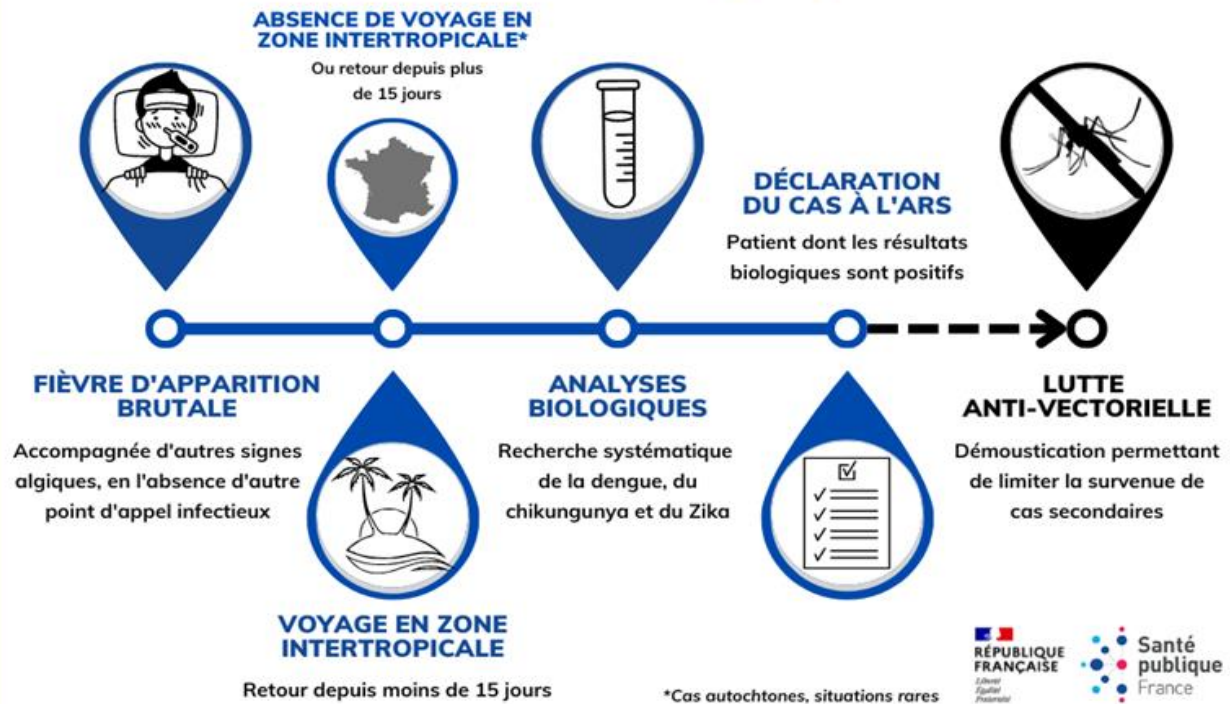 ABSENCE DE VOYAGE EN
ZONE INTERTROPICALE*
Ou retour depuis plus
de 15 jours
DÉCLARATION
DU CAS À L'ARS
Patient dont les résultats
biologiques sont positifs
FIÈVRE D'APPARITION
BRUTALE
Accompagnée d'autres signes
algiques, en l'absence d'autre
point d'appel infectieux
ANALYSES
BIOLOGIQUES
Recherche systématique
de la dengue, du
chikungunya et du Zika
LUTTE
ANTI-VECTORIELLE
Démoustication permettant
de limiter la survenue de
cas secondaires
VOYAGE EN ZONE
INTERTROPICALE
Retour depuis moins de 15 jours
*Cas autochtones, situations rares
RÉPUBLIQUE
FRANÇAISE
Liberté
Égalité
Fraternité
Santé
publique
France